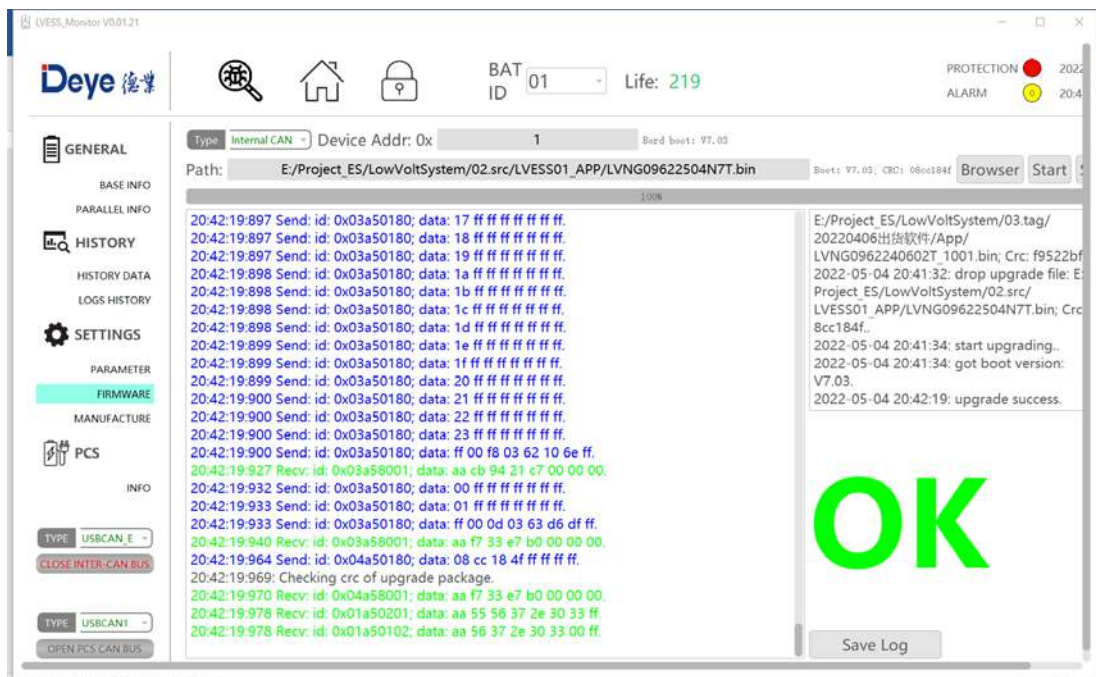 LVESS_Monitor V0.01.21
Deye 德業
BAT ID 01
Life: 219
PROTECTION
2022
ALARM
0
20:4
GENERAL
BASE INFO
PARALLEL INFO
HISTORY
HISTORY DATA
LOGS HISTORY
SETTINGS
PARAMETER
FIRMWARE
MANUFACTURE
PCS
INFO
TYPE USBCAN_E
CLOSE INTER-CAN BUS
TYPE USBCAN1
OPEN PCS CAN BUS
Type Internal CAN Device Addr: 0x 1 Bord boot: V7.03
Path: E:/Project_ES/LowVoltSystem/02.src/LVESS01_APP/LVNG09622504N7T.bin Boot: V7.03; CRC: 08cc184f Browser Start
100%
20:42:19:897 Send: id: 0x03a50180; data: 17 ff ff ff ff ff ff ff.
20:42:19:897 Send: id: 0x03a50180; data: 18 ff ff ff ff ff ff ff.
20:42:19:897 Send: id: 0x03a50180; data: 19 ff ff ff ff ff ff ff.
20:42:19:898 Send: id: 0x03a50180; data: 1a ff ff ff ff ff ff ff.
20:42:19:898 Send: id: 0x03a50180; data: 1b ff ff ff ff ff ff ff.
20:42:19:898 Send: id: 0x03a50180; data: 1c ff ff ff ff ff ff ff.
20:42:19:898 Send: id: 0x03a50180; data: 1d ff ff ff ff ff ff ff.
20:42:19:899 Send: id: 0x03a50180; data: 1e ff ff ff ff ff ff ff.
20:42:19:899 Send: id: 0x03a50180; data: 1f ff ff ff ff ff ff ff.
20:42:19:899 Send: id: 0x03a50180; data: 20 ff ff ff ff ff ff ff.
20:42:19:900 Send: id: 0x03a50180; data: 21 ff ff ff ff ff ff ff.
20:42:19:900 Send: id: 0x03a50180; data: 22 ff ff ff ff ff ff ff.
20:42:19:900 Send: id: 0x03a50180; data: 23 ff ff ff ff ff ff ff.
20:42:19:900 Send: id: 0x03a50180; data: ff 00 f8 03 62 10 6e ff.
20:42:19:927 Recv: id: 0x03a58001; data: aa cb 94 21 c7 00 00 00.
20:42:19:932 Send: id: 0x03a50180; data: 00 ff ff ff ff ff ff ff.
20:42:19:933 Send: id: 0x03a50180; data: 01 ff ff ff ff ff ff ff.
20:42:19:933 Send: id: 0x03a50180; data: ff 00 0d 03 63 d6 df ff.
20:42:19:940 Recv: id: 0x03a58001; data: aa f7 33 e7 b0 00 00 00.
20:42:19:964 Send: id: 0x04a50180; data: 08 cc 18 4f ff ff ff ff.
20:42:19:969: Checking crc of upgrade package.
20:42:19:970 Recv: id: 0x04a58001; data: aa f7 33 e7 b0 00 00 00.
20:42:19:978 Recv: id: 0x01a50201; data: aa 55 56 37 2e 30 33 ff.
20:42:19:978 Recv: id: 0x01a50102; data: aa 56 37 2e 30 33 00 ff.
E:/Project_ES/LowVoltSystem/03.tag/
20220406出货软件/App/
LVNG0962240602T_1001.bin; Crc: f9522bf
2022-05-04 20:41:32: drop upgrade file: E:
Project_ES/LowVoltSystem/02.src/
LVESS01_APP/LVNG09622504N7T.bin; Crc
8cc184f..
2022-05-04 20:41:34: start upgrading..
2022-05-04 20:41:34: got boot version:
V7.03.
2022-05-04 20:42:19: upgrade success.
OK
Save Log